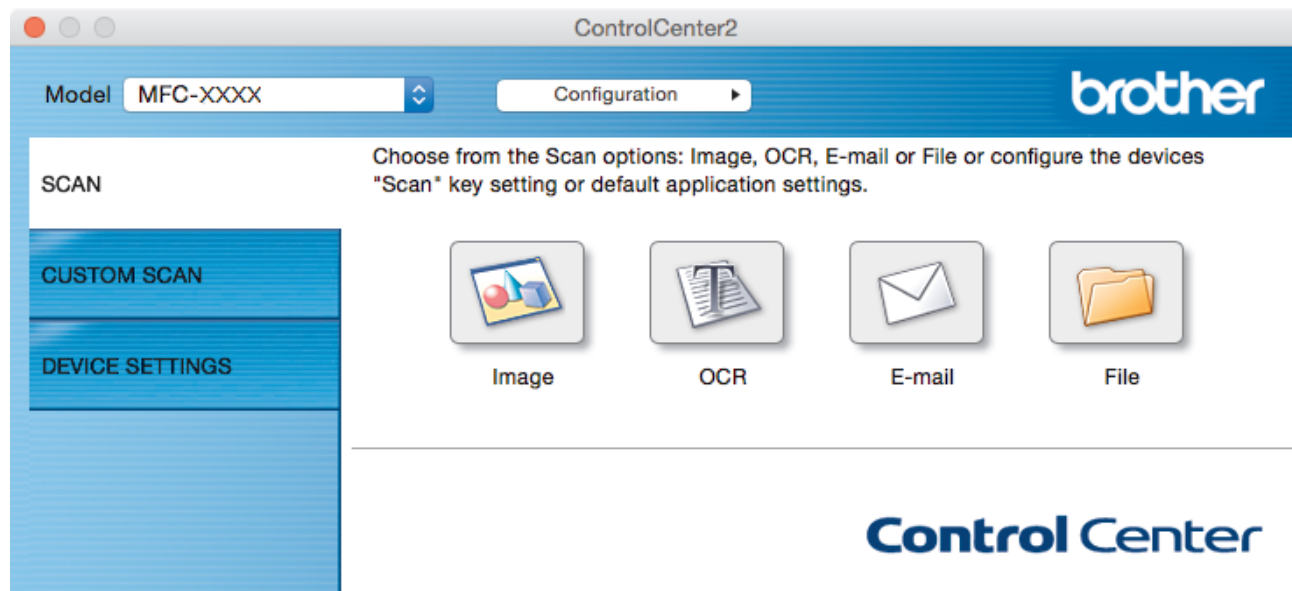 ControlCenter2
Model MFC-XXXX Configuration brother
SCAN
Choose from the Scan options: Image, OCR, E-mail or File or configure the devices
"Scan" key setting or default application settings.
CUSTOM SCAN
DEVICE SETTINGS
Image OCR E-mail File
Control Center